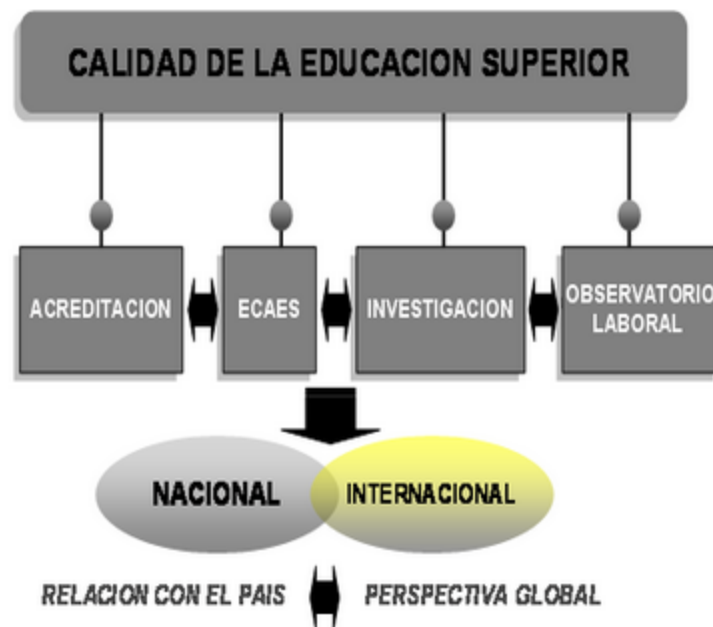 CALIDAD DE LA EDUCACION SUPERIOR
ACREDITACION
ECAES
INVESTIGACION
OBSERVATORIO
LABORAL
NACIONAL
INTERNACIONAL
RELACION CON EL PAIS
PERSPECTIVA GLOBAL